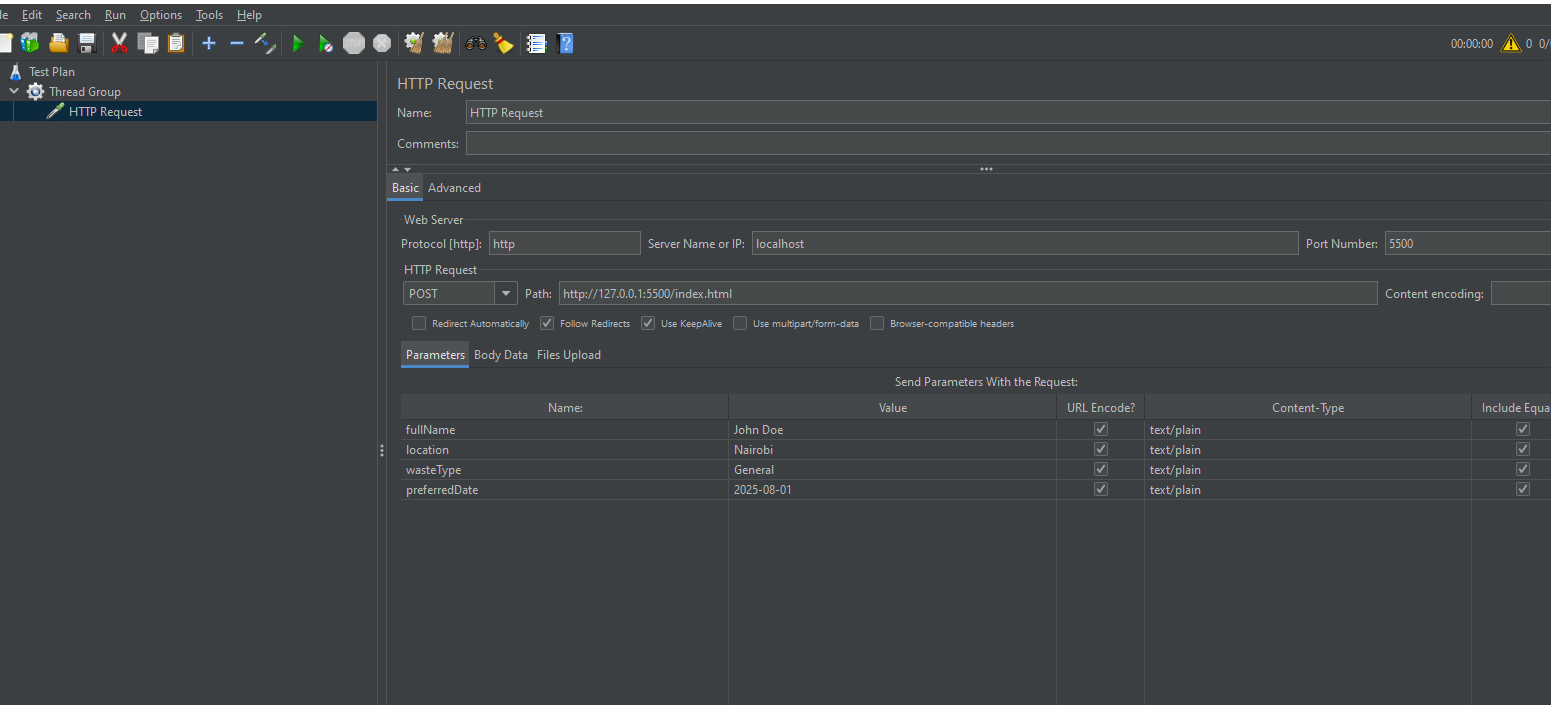 le Edit Search Run Options Tools Help
STOP
00:00:00 0 0/
Test Plan
Thread Group
HTTP Request
HTTP Request
Name: HTTP Request
Comments:
Basic Advanced
Web Server
Protocol [http]: http Server Name or IP: localhost Port Number: 5500
HTTP Request
POST Path: http://127.0.0.1:5500/index.html Content encoding:
Redirect Automatically Follow Redirects Use KeepAlive Use multipart/form-data Browser-compatible headers
Parameters Body Data Files Upload
Send Parameters With the Request:
Name: Value URL Encode? Content-Type Include Equa
fullName John Doe text/plain
location Nairobi text/plain
wasteType General text/plain
preferredDate 2025-08-01 text/plain